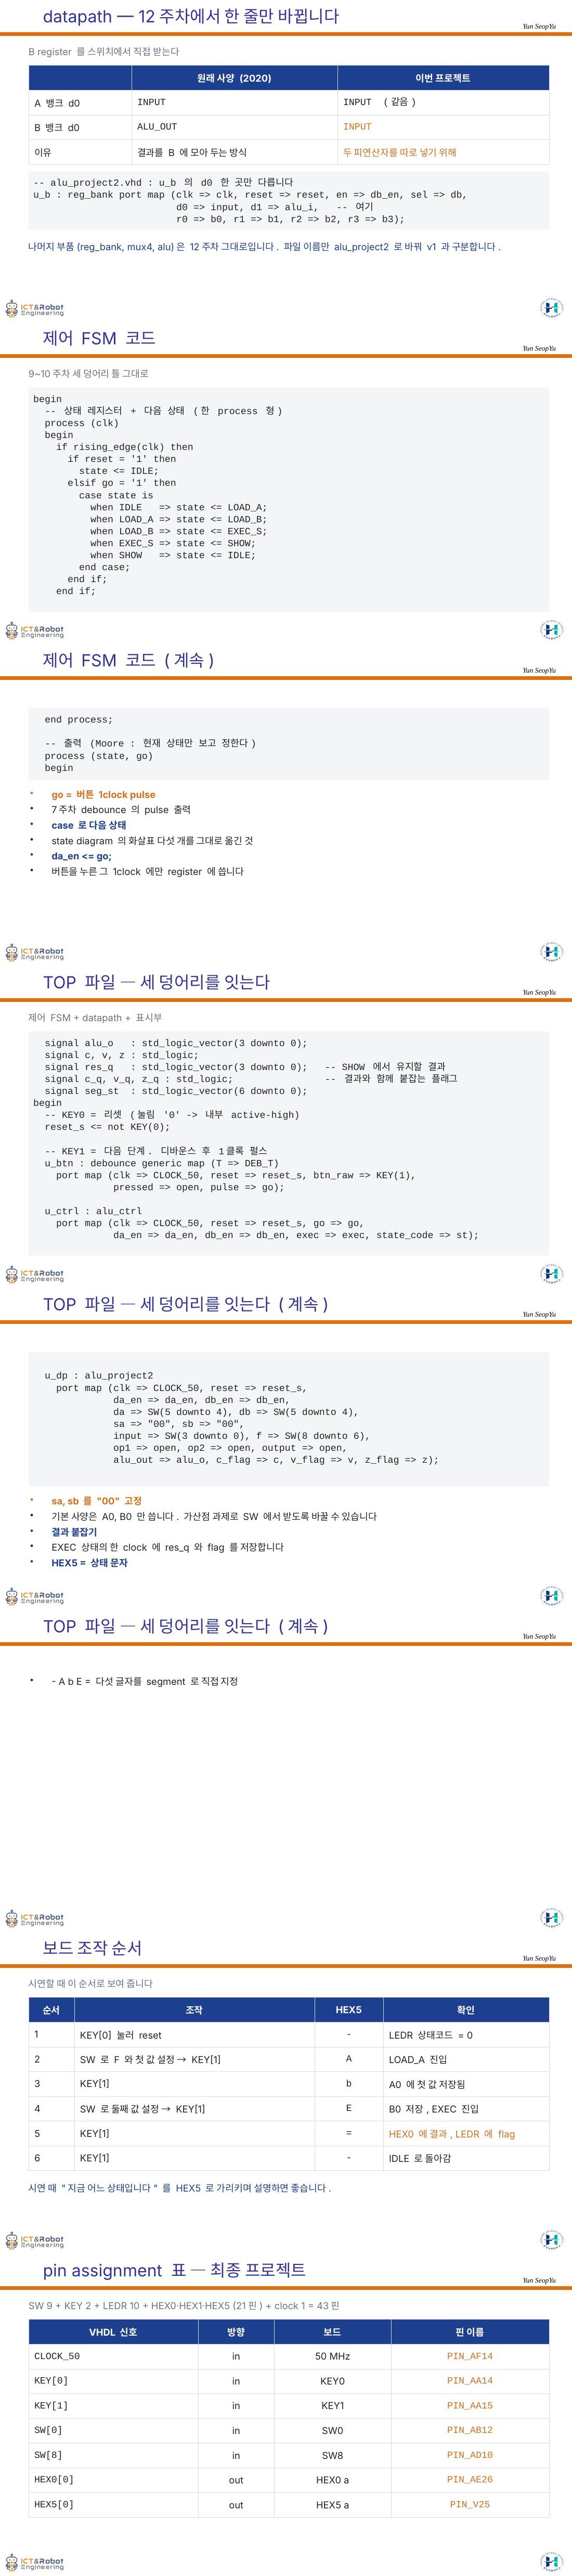 datapath — 12 주차에서 한 줄만 바뀝니다
Yun SeopYu
B register 를 스위치에서 직접 받는다
원래 사양 (2020) 이번 프로젝트
A 뱅크 d0 INPUT INPUT ( 같음 )
B 뱅크 d0 ALU_OUT INPUT
이유 결과를 B 에 모아 두는 방식 두 피연산자를 따로 넣기 위해
-- alu_project2.vhd : u_b 의 d0 한 곳만 다릅니다
u_b : reg_bank port map (clk => clk, reset => reset, en => db_en, sel => db,
d0 => input, d1 => alu_i, -- 여기
r0 => b0, r1 => b1, r2 => b2, r3 => b3);
나머지 부품 (reg_bank, mux4, alu) 은 12 주차 그대로입니다 . 파일 이름만 alu_project2 로 바꿔 v1 과 구분합니다 .
ICT&Robot
Engineering
제어 FSM 코드
Yun SeopYu
9~10 주차 세 덩어리 틀 그대로
begin
-- 상태 레지스터 + 다음 상태 ( 한 process 형 )
process (clk)
begin
if rising_edge(clk) then
if reset = '1' then
state <= IDLE;
elsif go = '1' then
case state is
when IDLE => state <= LOAD_A;
when LOAD_A => state <= LOAD_B;
when LOAD_B => state <= EXEC_S;
when EXEC_S => state <= SHOW;
when SHOW => state <= IDLE;
end case;
end if;
end if;
ICT&Robot
Engineering
제어 FSM 코드 ( 계속 )
Yun SeopYu
end process;
-- 출력 (Moore : 현재 상태만 보고 정한다 )
process (state, go)
begin
• go = 버튼 1clock pulse
• 7 주차 debounce 의 pulse 출력
• case 로 다음 상태
• state diagram 의 화살표 다섯 개를 그대로 옮긴 것
• da_en <= go;
• 버튼을 누른 그 1clock 에만 register 에 씁니다
ICT&Robot
Engineering
TOP 파일 — 세 덩어리를 잇는다
Yun SeopYu
제어 FSM + datapath + 표시부
signal alu_o : std_logic_vector(3 downto 0);
signal c, v, z : std_logic;
signal res_q : std_logic_vector(3 downto 0); -- SHOW 에서 유지할 결과
signal c_q, v_q, z_q : std_logic; -- 결과와 함께 붙잡는 플래그
signal seg_st : std_logic_vector(6 downto 0);
begin
-- KEY0 = 리셋 ( 눌림 '0' -> 내부 active-high)
reset_s <= not KEY(0);
-- KEY1 = 다음 단계 . 디바운스 후 1 클록 펄스
u_btn : debounce generic map (T => DEB_T)
port map (clk => CLOCK_50, reset => reset_s, btn_raw => KEY(1),
pressed => open, pulse => go);
u_ctrl : alu_ctrl
port map (clk => CLOCK_50, reset => reset_s, go => go,
da_en => da_en, db_en => db_en, exec => exec, state_code => st);
ICT&Robot
Engineering
TOP 파일 — 세 덩어리를 잇는다 ( 계속 )
Yun SeopYu
u_dp : alu_project2
port map (clk => CLOCK_50, reset => reset_s,
da_en => da_en, db_en => db_en,
da => SW(5 downto 4), db => SW(5 downto 4),
sa => "00", sb => "00",
input => SW(3 downto 0), f => SW(8 downto 6),
op1 => open, op2 => open, output => open,
alu_out => alu_o, c_flag => c, v_flag => v, z_flag => z);
• sa, sb 를 "00" 고정
• 기본 사양은 A0, B0 만 씁니다 . 가산점 과제로 SW 에서 받도록 바꿀 수 있습니다
• 결과 붙잡기
• EXEC 상태의 한 clock 에 res_q 와 flag 를 저장합니다
• HEX5 = 상태 문자
ICT&Robot
Engineering
TOP 파일 — 세 덩어리를 잇는다 ( 계속 )
Yun SeopYu
• - A b E = 다섯 글자를 segment 로 직접 지정
ICT&Robot
Engineering
보드 조작 순서
Yun SeopYu
시연할 때 이 순서로 보여 줍니다
순서 조작 HEX5 확인
1 KEY[0] 눌러 reset - LEDR 상태코드 = 0
2 SW 로 F 와 첫 값 설정 → KEY[1] A LOAD_A 진입
3 KEY[1] b A0 에 첫 값 저장됨
4 SW 로 둘째 값 설정 → KEY[1] E B0 저장 , EXEC 진입
5 KEY[1] = HEX0 에 결과 , LEDR 에 flag
6 KEY[1] - IDLE 로 돌아감
시연 때 " 지금 어느 상태입니다 " 를 HEX5 로 가리키며 설명하면 좋습니다 .
ICT&Robot
Engineering
pin assignment 표 — 최종 프로젝트
Yun SeopYu
SW 9 + KEY 2 + LEDR 10 + HEX0·HEX1·HEX5 (21 핀 ) + clock 1 = 43 핀
VHDL 신호 방향 보드 핀 이름
CLOCK_50 in 50 MHz PIN_AF14
KEY[0] in KEY0 PIN_AA14
KEY[1] in KEY1 PIN_AA15
SW[0] in SW0 PIN_AB12
SW[8] in SW8 PIN_AD10
HEX0[0] out HEX0 a PIN_AE26
HEX5[0] out HEX5 a PIN_V25
ICT&Robot
Engineering